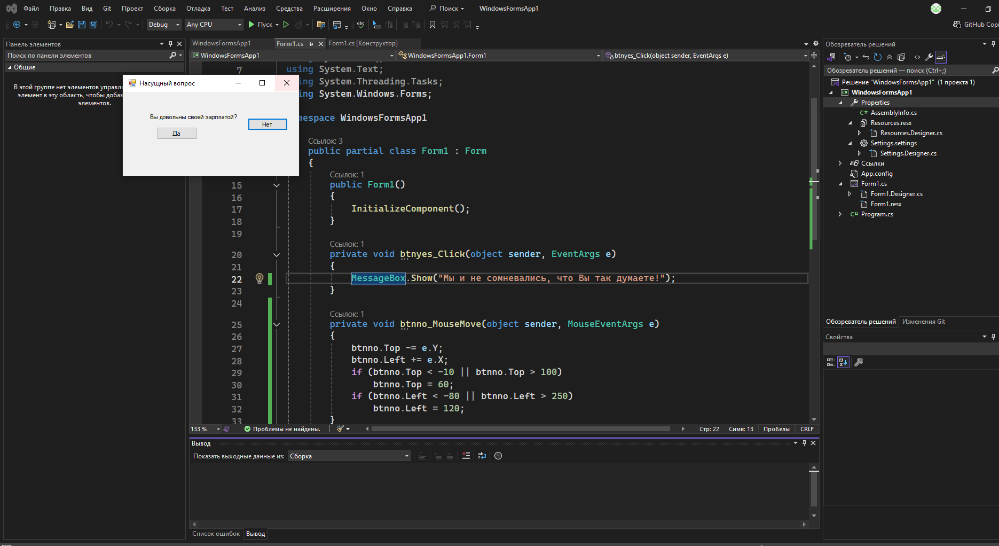 Файл Правка Вид Git Проект Сборка Отладка Тест Анализ Средства Расширения Окно Справка Поиск WindowsFormsApp1
Debug Any CPU Пуск GitHub Copi
Панель элементов
Поиск по панели элементов
Общие
В этой группе нет элементов управле
элемент в эту область, чтобы добав
элементов.
Насущный вопрос
Вы довольны своей зарплатой?
Нет
Да
WindowsFormsApp1 Form1.cs Form1.cs [Конструктор]
WindowsFormsApp1 WindowsFormsApp1.Form1 btnyes_Click(object sender, EventArgs e)
7 using System.Text;
ing System.Threading.Tasks;
ing System.Windows.Forms;
mespace WindowsFormsApp1
Ссылок: 3
public partial class Form1 : Form
{
Ссылок: 1
15 public Form1()
16 {
17 InitializeComponent();
18 }
19
Ссылок: 1
20 private void btnyes_Click(object sender, EventArgs e)
21 {
22 MessageBox.Show("Мы и не сомневались, что Вы так думаете!");
23 }
24
Ссылок: 1
25 private void btnno_MouseMove(object sender, MouseEventArgs e)
26 {
27 btnno.Top -= e.Y;
28 btnno.Left += e.X;
29 if (btnno.Top < -10 || btnno.Top > 100)
30 btnno.Top = 60;
31 if (btnno.Left < -80 || btnno.Left > 250)
32 btnno.Left = 120;
33 }
133 % Проблемы не найдены. Стр: 22 Симв: 13 Пробелы CRLF
Вывод
Показать выходные данные из: Сборка
Список ошибок Вывод
Обозреватель решений
Обозреватель решений — поиск (Ctrl+;)
Решение "WindowsFormsApp1" (1 проекта 1)
WindowsFormsApp1
Properties
AssemblyInfo.cs
Resources.resx
Resources.Designer.cs
Settings.settings
Settings.Designer.cs
Ссылки
App.config
Form1.cs
Form1.Designer.cs
Form1.resx
Program.cs
Обозреватель решений Изменения Git
Свойства